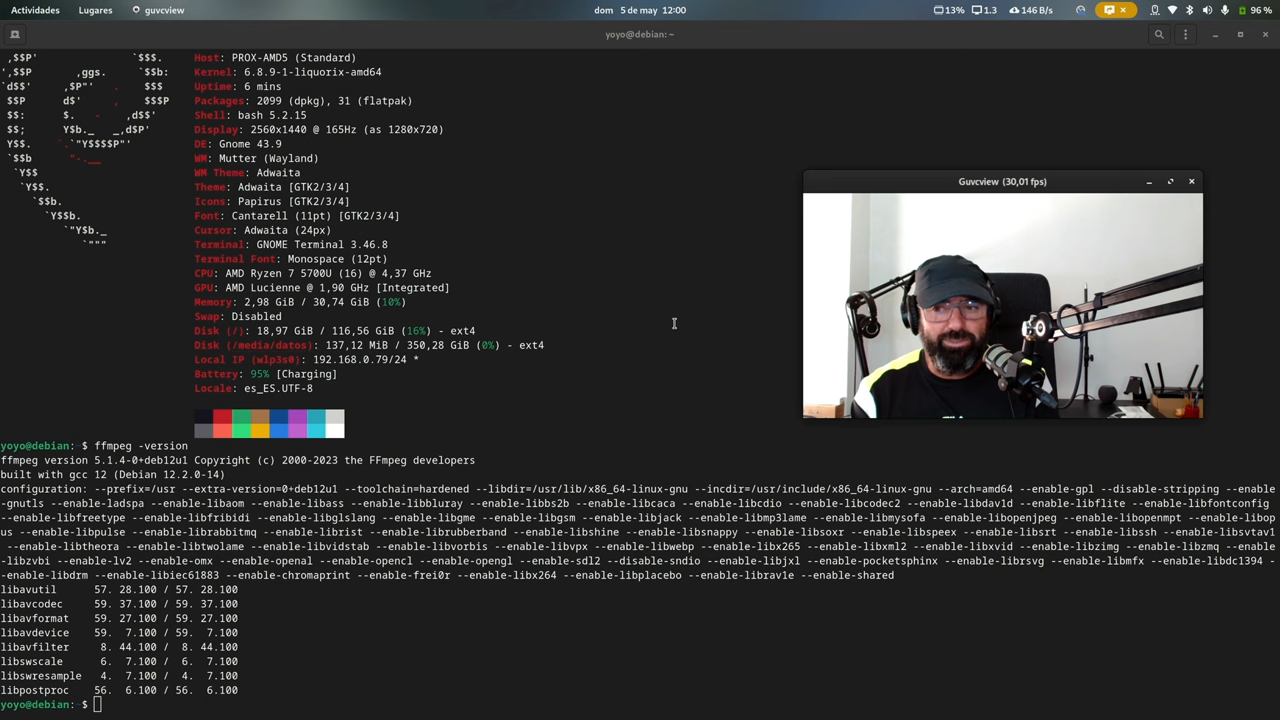 Actividades Lugares guvcview dom 5 de may 12:00 13% 1.3 146 B/s 96 %
yoyo@debian: ~
Host: PROX-AMD5 (Standard)
Kernel: 6.8.9-1-liquorix-amd64
Uptime: 6 mins
Packages: 2099 (dpkg), 31 (flatpak)
Shell: bash 5.2.15
Display: 2560x1440 @ 165Hz (as 1280x720)
DE: Gnome 43.9
WM: Mutter (Wayland)
WM Theme: Adwaita
Theme: Adwaita [GTK2/3/4]
Icons: Papirus [GTK2/3/4]
Font: Cantarell (11pt) [GTK2/3/4]
Cursor: Adwaita (24px)
Terminal: GNOME Terminal 3.46.8
Terminal Font: Monospace (12pt)
CPU: AMD Ryzen 7 5700U (16) @ 4,37 GHz
GPU: AMD Lucienne @ 1,90 GHz [Integrated]
Memory: 2,98 GiB / 30,74 GiB (10%)
Swap: Disabled
Disk (/): 18,97 GiB / 116,56 GiB (16%) - ext4
Disk (/media/datos): 137,12 MiB / 350,28 GiB (0%) - ext4
Local IP (wlp3s0): 192.168.0.79/24 *
Battery: 95% [Charging]
Locale: es_ES.UTF-8
Guvcview (30,01 fps)
yoyo@debian:~$ ffmpeg -version
ffmpeg version 5.1.4-0+deb12u1 Copyright (c) 2000-2023 the FFmpeg developers
built with gcc 12 (Debian 12.2.0-14)
configuration: --prefix=/usr --extra-version=0+deb12u1 --toolchain=hardened --libdir=/usr/lib/x86_64-linux-gnu --incdir=/usr/include/x86_64-linux-gnu --arch=amd64 --enable-gpl --disable-stripping --enable
-gnutls --enable-ladspa --enable-libaom --enable-libass --enable-libbluray --enable-libbs2b --enable-libcaca --enable-libcdio --enable-libcodec2 --enable-libdav1d --enable-libflite --enable-libfontconfig
--enable-libfreetype --enable-libfribidi --enable-libglslang --enable-libgme --enable-libgsm --enable-libjack --enable-libmp3lame --enable-libmysofa --enable-libopenjpeg --enable-libopenmpt --enable-libop
us --enable-libpulse --enable-librabbitmq --enable-librist --enable-librubberband --enable-libshine --enable-libsnappy --enable-libsoxr --enable-libspeex --enable-libsrt --enable-libssh --enable-libsvtav1
--enable-libtheora --enable-libtwolame --enable-libvidstab --enable-libvorbis --enable-libvpx --enable-libwebp --enable-libx265 --enable-libxml2 --enable-libxvid --enable-libzimg --enable-libzmq --enable-
-libzvbi --enable-lv2 --enable-omx --enable-openal --enable-opencl --enable-opengl --enable-sdl2 --disable-sndio --enable-libjxl --enable-pocketsphinx --enable-librsvg --enable-libmfx --enable-libdc1394 -
-enable-libdrm --enable-libiec61883 --enable-chromaprint --enable-frei0r --enable-libx264 --enable-libplacebo --enable-librav1e --enable-shared
libavutil 57. 28.100 / 57. 28.100
libavcodec 59. 37.100 / 59. 37.100
libavformat 59. 27.100 / 59. 27.100
libavdevice 59. 7.100 / 59. 7.100
libavfilter 8. 44.100 / 8. 44.100
libswscale 6. 7.100 / 6. 7.100
libswresample 4. 7.100 / 4. 7.100
libpostproc 56. 6.100 / 56. 6.100
yoyo@debian:~$